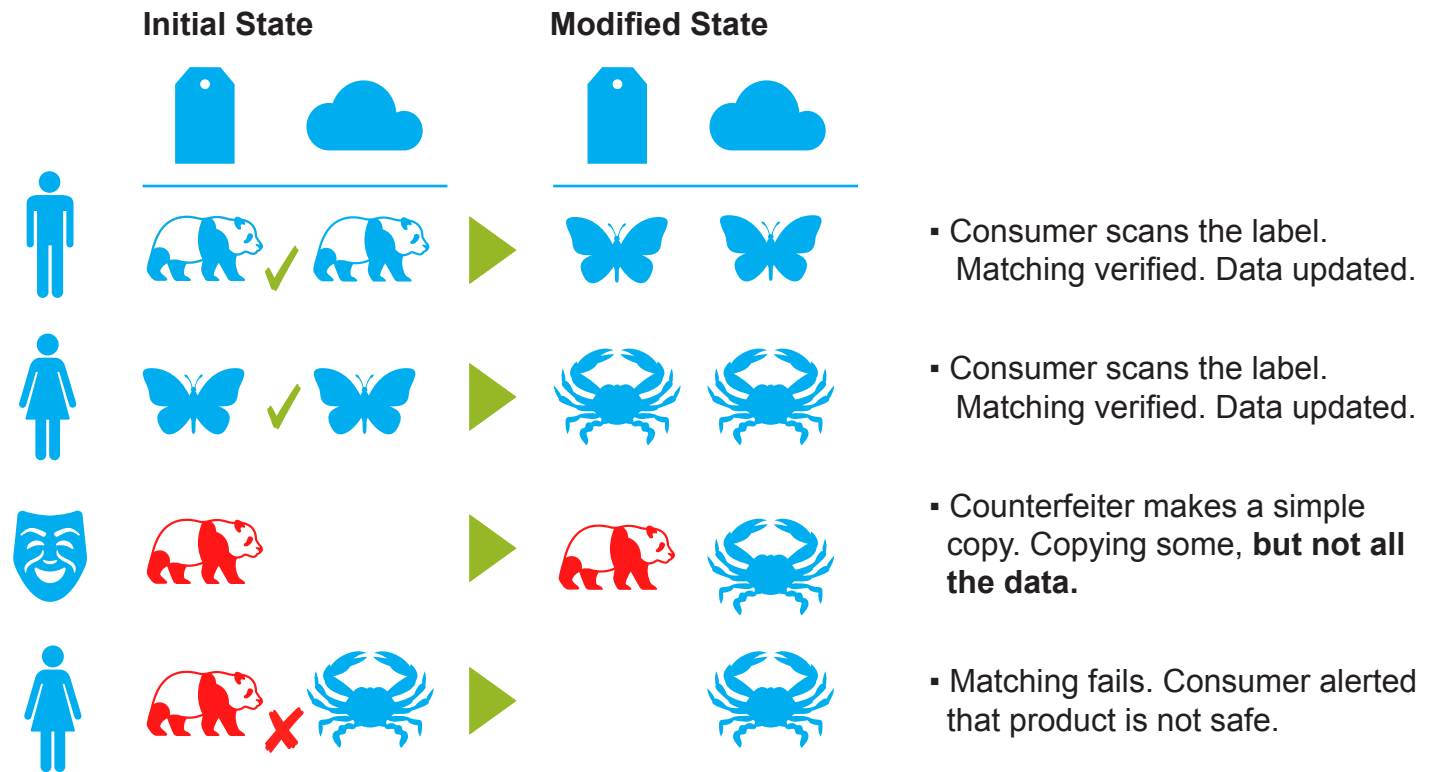 Initial State
Modified State
▪ Consumer scans the label.
Matching verified. Data updated.
▪ Consumer scans the label.
Matching verified. Data updated.
▪ Counterfeiter makes a simple
copy. Copying some, but not all
the data.
▪ Matching fails. Consumer alerted
that product is not safe.